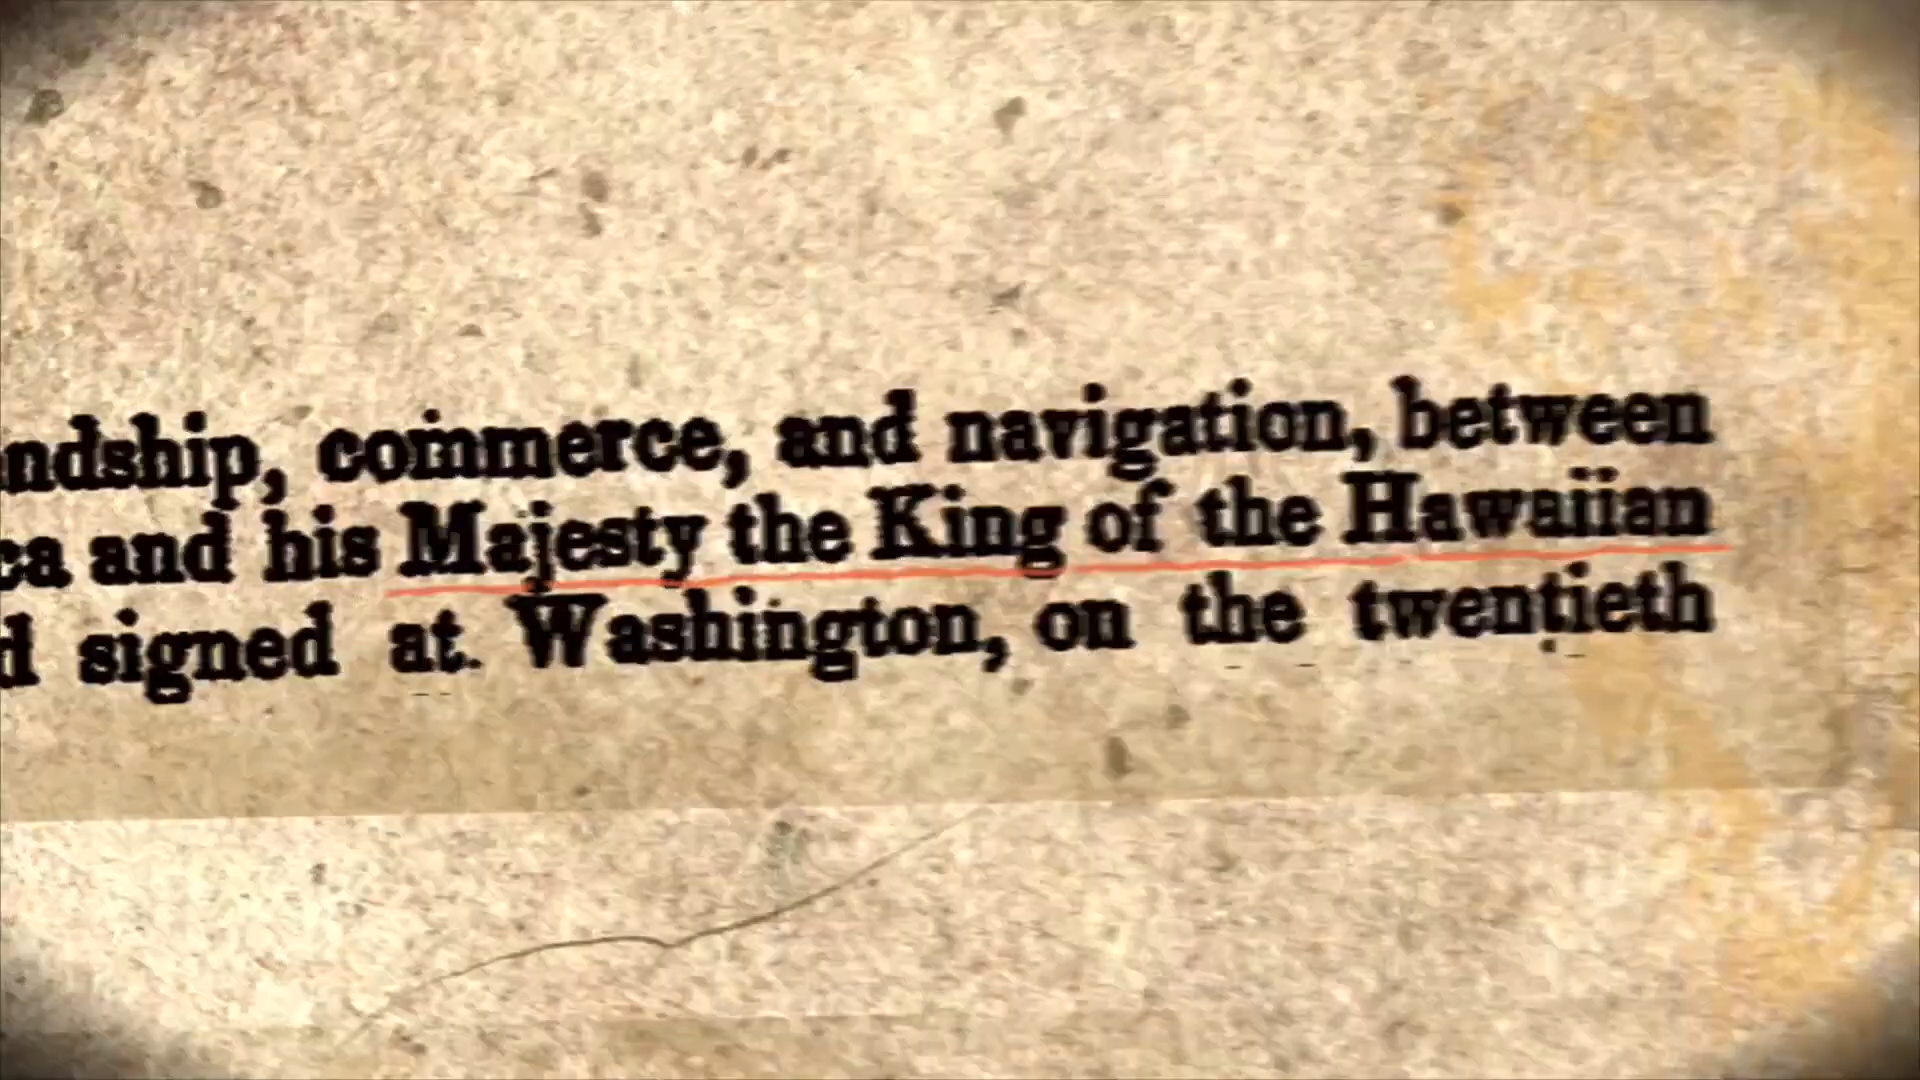 ndship, commerce, and navigation, between
ca and his Majesty the King of the Hawaiian
d signed at. Washington, on the twentieth